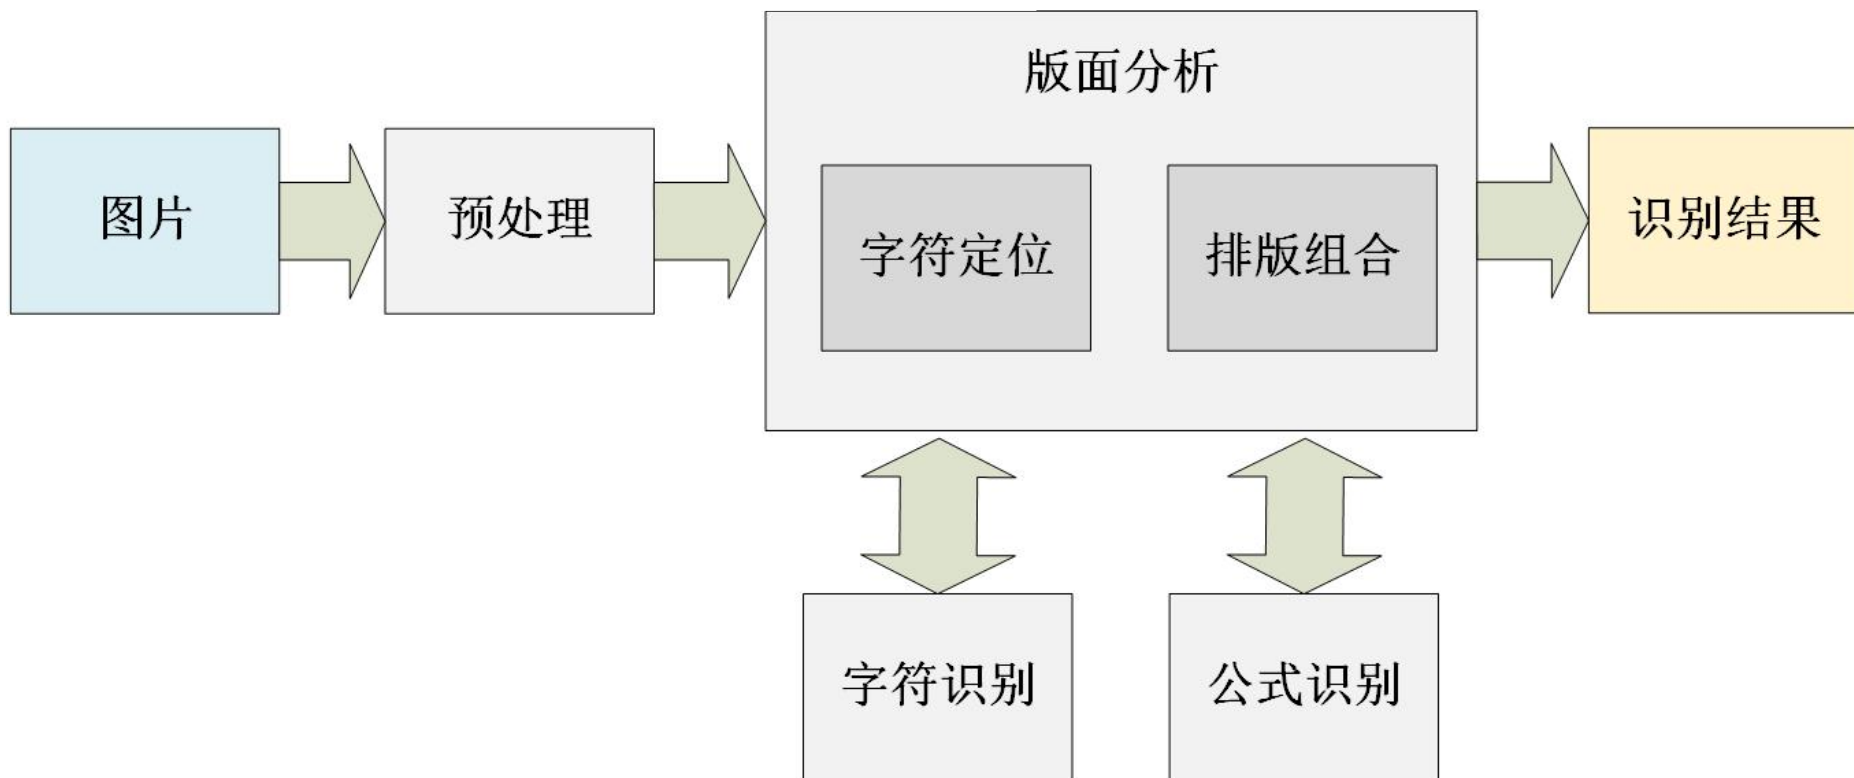 图片
预处理
版面分析
字符定位
排版组合
识别结果
字符识别
公式识别